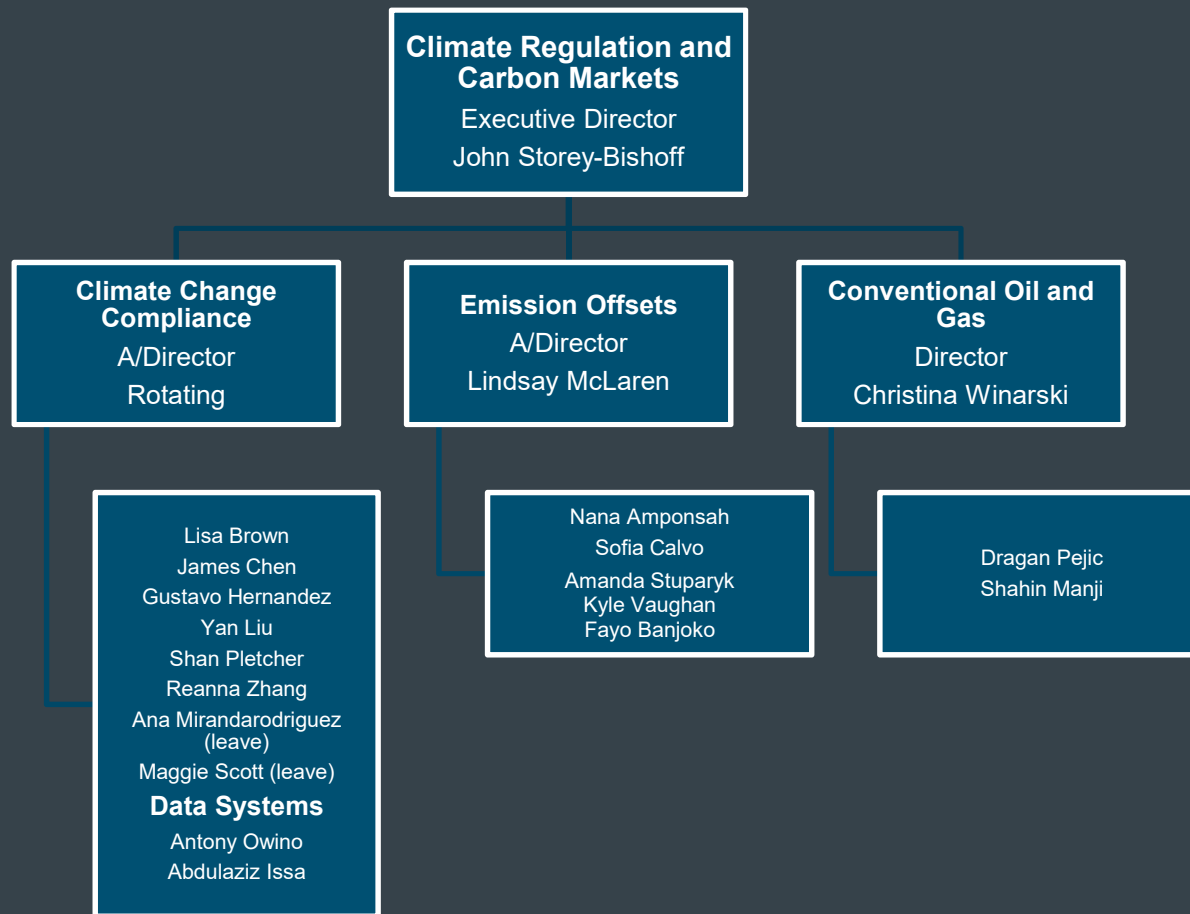 Climate Regulation and
Carbon Markets
Executive Director
John Storey-Bishoff
Climate Change
Compliance
A/Director
Rotating
Emission Offsets
A/Director
Lindsay McLaren
Conventional Oil and
Gas
Director
Christina Winarski
Lisa Brown
James Chen
Gustavo Hernandez
Yan Liu
Shan Pletcher
Reanna Zhang
Ana Mirandarodriguez
(leave)
Maggie Scott (leave)
Data Systems
Antony Owino
Abdulaziz Issa
Nana Amponsah
Sofia Calvo
Amanda Stuparyk
Kyle Vaughan
Fayo Banjoko
Dragan Pejic
Shahin Manji